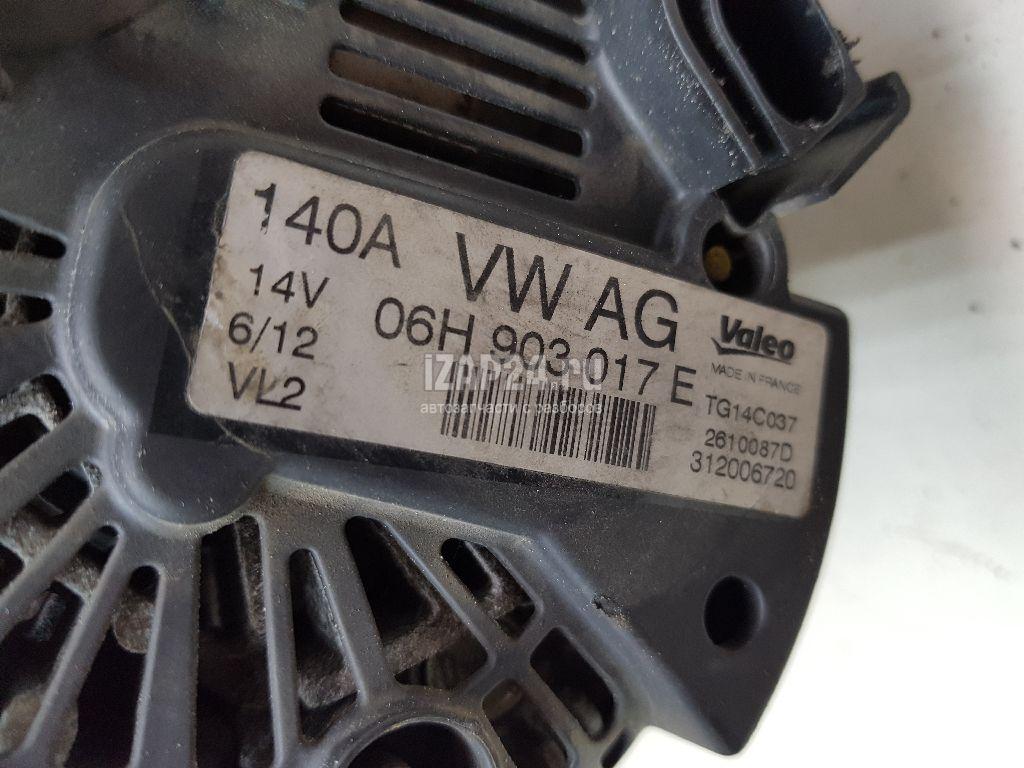 140A VW AG
14V 06H 903 017 E
6/12
VL2
Valeo
MADE IN FRANCE
TG14C037
2610087D
312006720
iZAP24.ru
автозапчасти с разборов